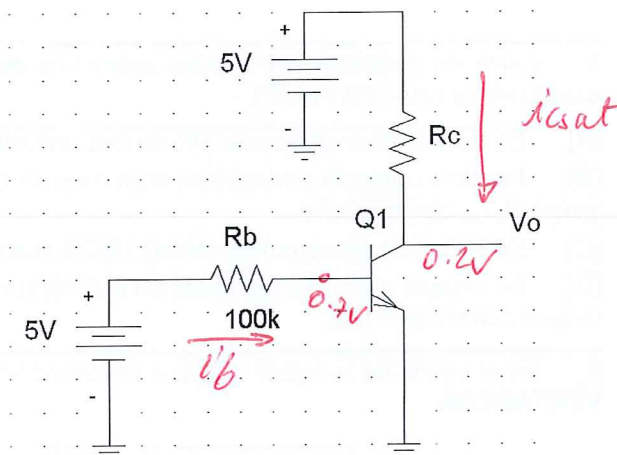 +
5V
-
Rc
icsat
Q1
Vo
0.2V
Rb
0.7V
100k
+
5V
-
ib